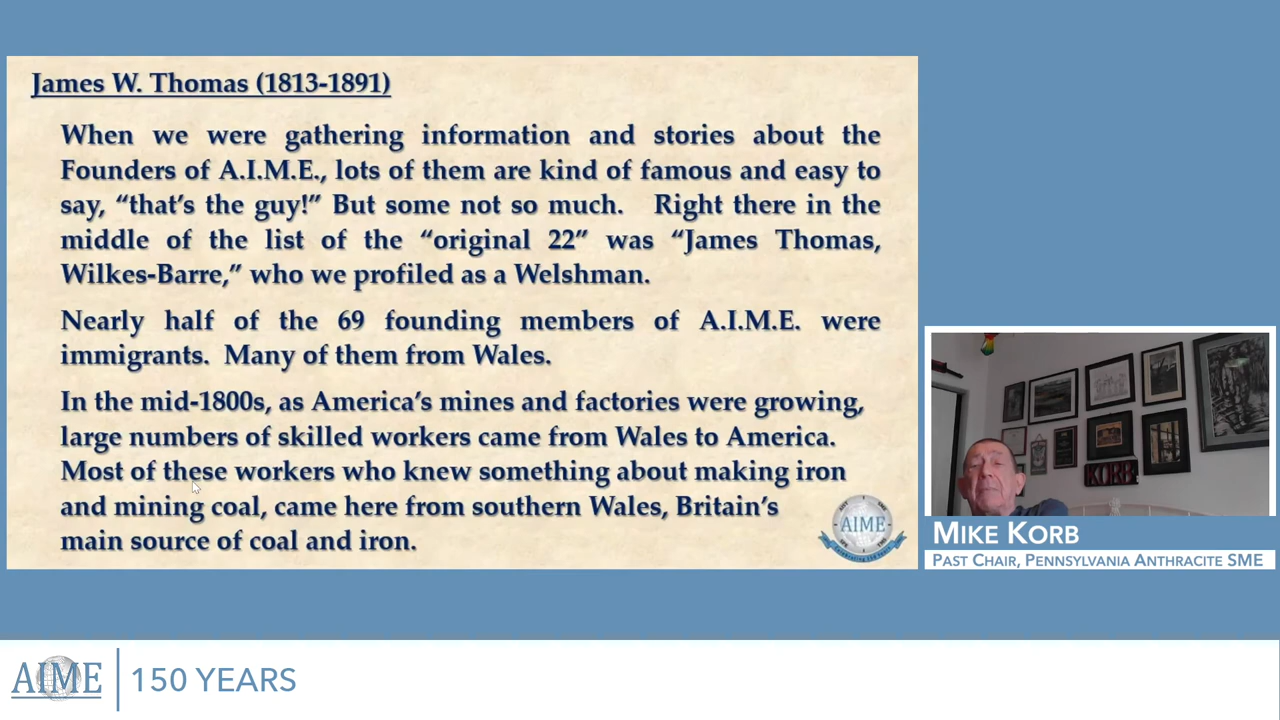 James W. Thomas (1813-1891)
When we were gathering information and stories about the
Founders of A.I.M.E., lots of them are kind of famous and easy to
say, “that’s the guy!” But some not so much. Right there in the
middle of the list of the “original 22” was “James Thomas,
Wilkes-Barre,” who we profiled as a Welshman.
Nearly half of the 69 founding members of A.I.M.E. were
immigrants. Many of them from Wales.
In the mid-1800s, as America’s mines and factories were growing,
large numbers of skilled workers came from Wales to America.
Most of these workers who knew something about making iron
and mining coal, came here from southern Wales, Britain’s
main source of coal and iron.
AIME
KORB
MIKE KORB
PAST CHAIR, PENNSYLVANIA ANTHRACITE SME
AIME
150 YEARS